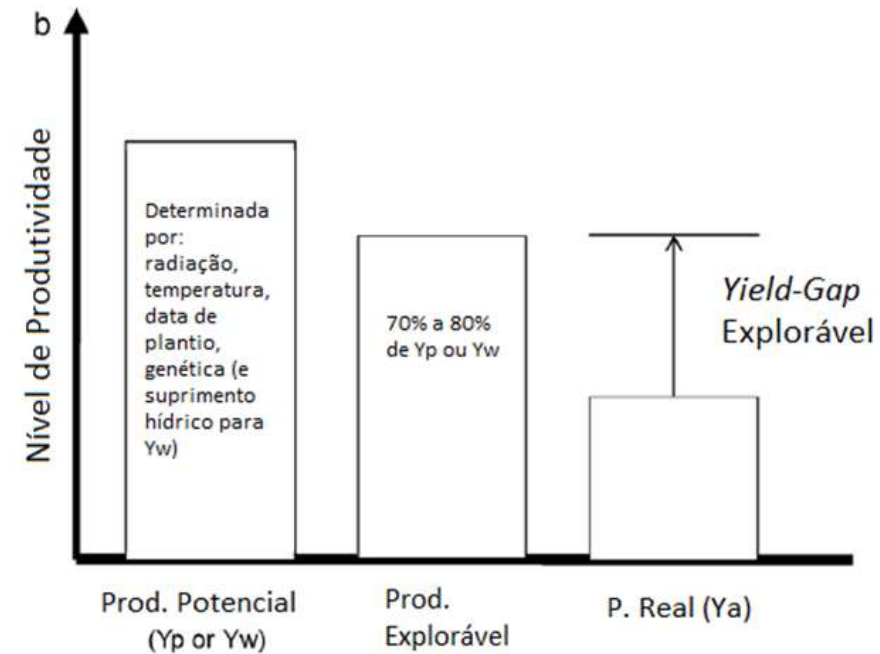 b
Nível de Produtividade
Determinada
por:
radiação,
temperatura,
data de
plantio,
genética (e
suprimento
hídrico para
Yw)
70% a 80%
de Yp ou Yw
Yield-Gap
Explorável
Prod. Potencial
(Yp or Yw)
Prod.
Explorável
P. Real (Ya)